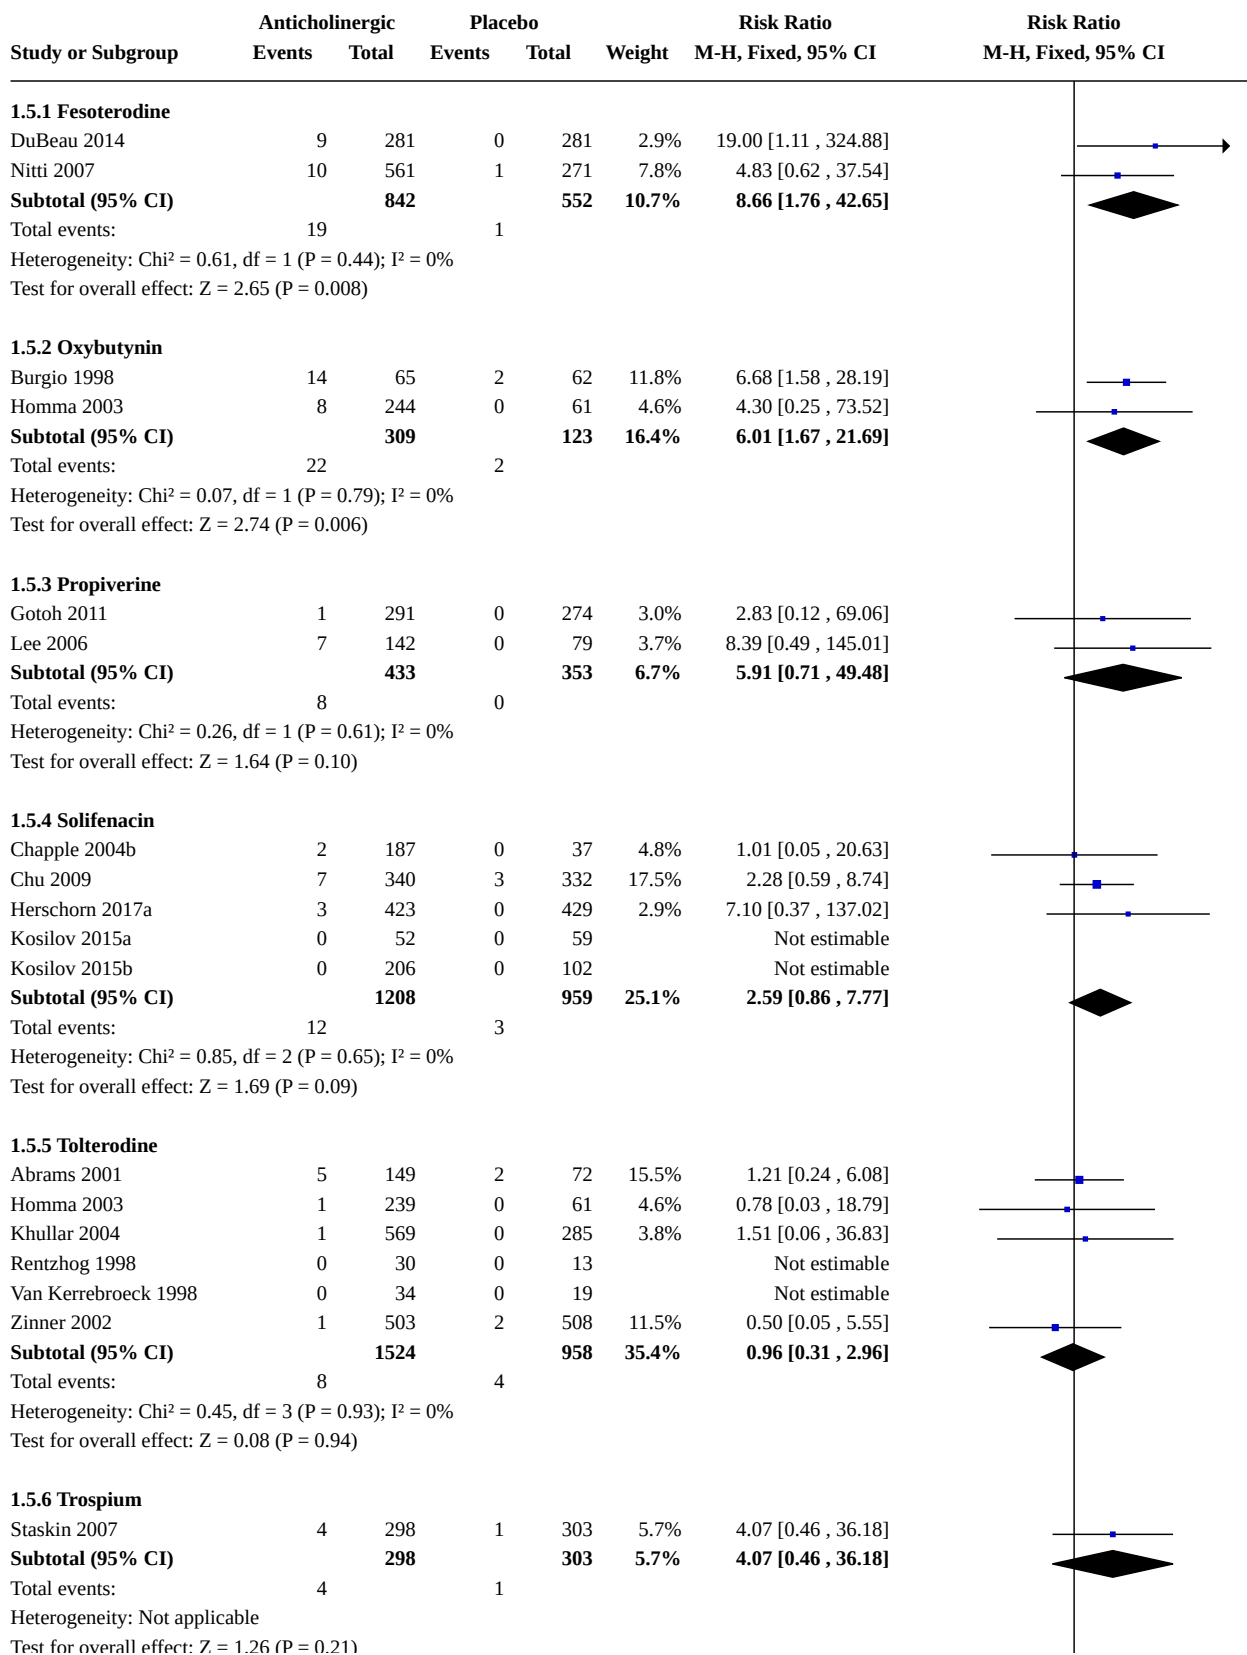 Anticholinergic Placebo Risk Ratio Risk Ratio
Study or Subgroup Events Total Events Total Weight M-H, Fixed, 95% CI M-H, Fixed, 95% CI
1.5.1 Fesoterodine
DuBeau 2014 9 281 0 281 2.9% 19.00 [1.11 , 324.88]
Nitti 2007 10 561 1 271 7.8% 4.83 [0.62 , 37.54]
Subtotal (95% CI) 842 552 10.7% 8.66 [1.76 , 42.65]
Total events: 19 1
Heterogeneity: Chi² = 0.61, df = 1 (P = 0.44); I² = 0%
Test for overall effect: Z = 2.65 (P = 0.008)
1.5.2 Oxybutynin
Burgio 1998 14 65 2 62 11.8% 6.68 [1.58 , 28.19]
Homma 2003 8 244 0 61 4.6% 4.30 [0.25 , 73.52]
Subtotal (95% CI) 309 123 16.4% 6.01 [1.67 , 21.69]
Total events: 22 2
Heterogeneity: Chi² = 0.07, df = 1 (P = 0.79); I² = 0%
Test for overall effect: Z = 2.74 (P = 0.006)
1.5.3 Propiverine
Gotoh 2011 1 291 0 274 3.0% 2.83 [0.12 , 69.06]
Lee 2006 7 142 0 79 3.7% 8.39 [0.49 , 145.01]
Subtotal (95% CI) 433 353 6.7% 5.91 [0.71 , 49.48]
Total events: 8 0
Heterogeneity: Chi² = 0.26, df = 1 (P = 0.61); I² = 0%
Test for overall effect: Z = 1.64 (P = 0.10)
1.5.4 Solifenacin
Chapple 2004b 2 187 0 37 4.8% 1.01 [0.05 , 20.63]
Chu 2009 7 340 3 332 17.5% 2.28 [0.59 , 8.74]
Herschorn 2017a 3 423 0 429 2.9% 7.10 [0.37 , 137.02]
Kosilov 2015a 0 52 0 59 Not estimable
Kosilov 2015b 0 206 0 102 Not estimable
Subtotal (95% CI) 1208 959 25.1% 2.59 [0.86 , 7.77]
Total events: 12 3
Heterogeneity: Chi² = 0.85, df = 2 (P = 0.65); I² = 0%
Test for overall effect: Z = 1.69 (P = 0.09)
1.5.5 Tolterodine
Abrams 2001 5 149 2 72 15.5% 1.21 [0.24 , 6.08]
Homma 2003 1 239 0 61 4.6% 0.78 [0.03 , 18.79]
Khullar 2004 1 569 0 285 3.8% 1.51 [0.06 , 36.83]
Rentzhog 1998 0 30 0 13 Not estimable
Van Kerrebroeck 1998 0 34 0 19 Not estimable
Zinner 2002 1 503 2 508 11.5% 0.50 [0.05 , 5.55]
Subtotal (95% CI) 1524 958 35.4% 0.96 [0.31 , 2.96]
Total events: 8 4
Heterogeneity: Chi² = 0.45, df = 3 (P = 0.93); I² = 0%
Test for overall effect: Z = 0.08 (P = 0.94)
1.5.6 Trospium
Staskin 2007 4 298 1 303 5.7% 4.07 [0.46 , 36.18]
Subtotal (95% CI) 298 303 5.7% 4.07 [0.46 , 36.18]
Total events: 4 1
Heterogeneity: Not applicable
Test for overall effect: Z = 1.26 (P = 0.21)